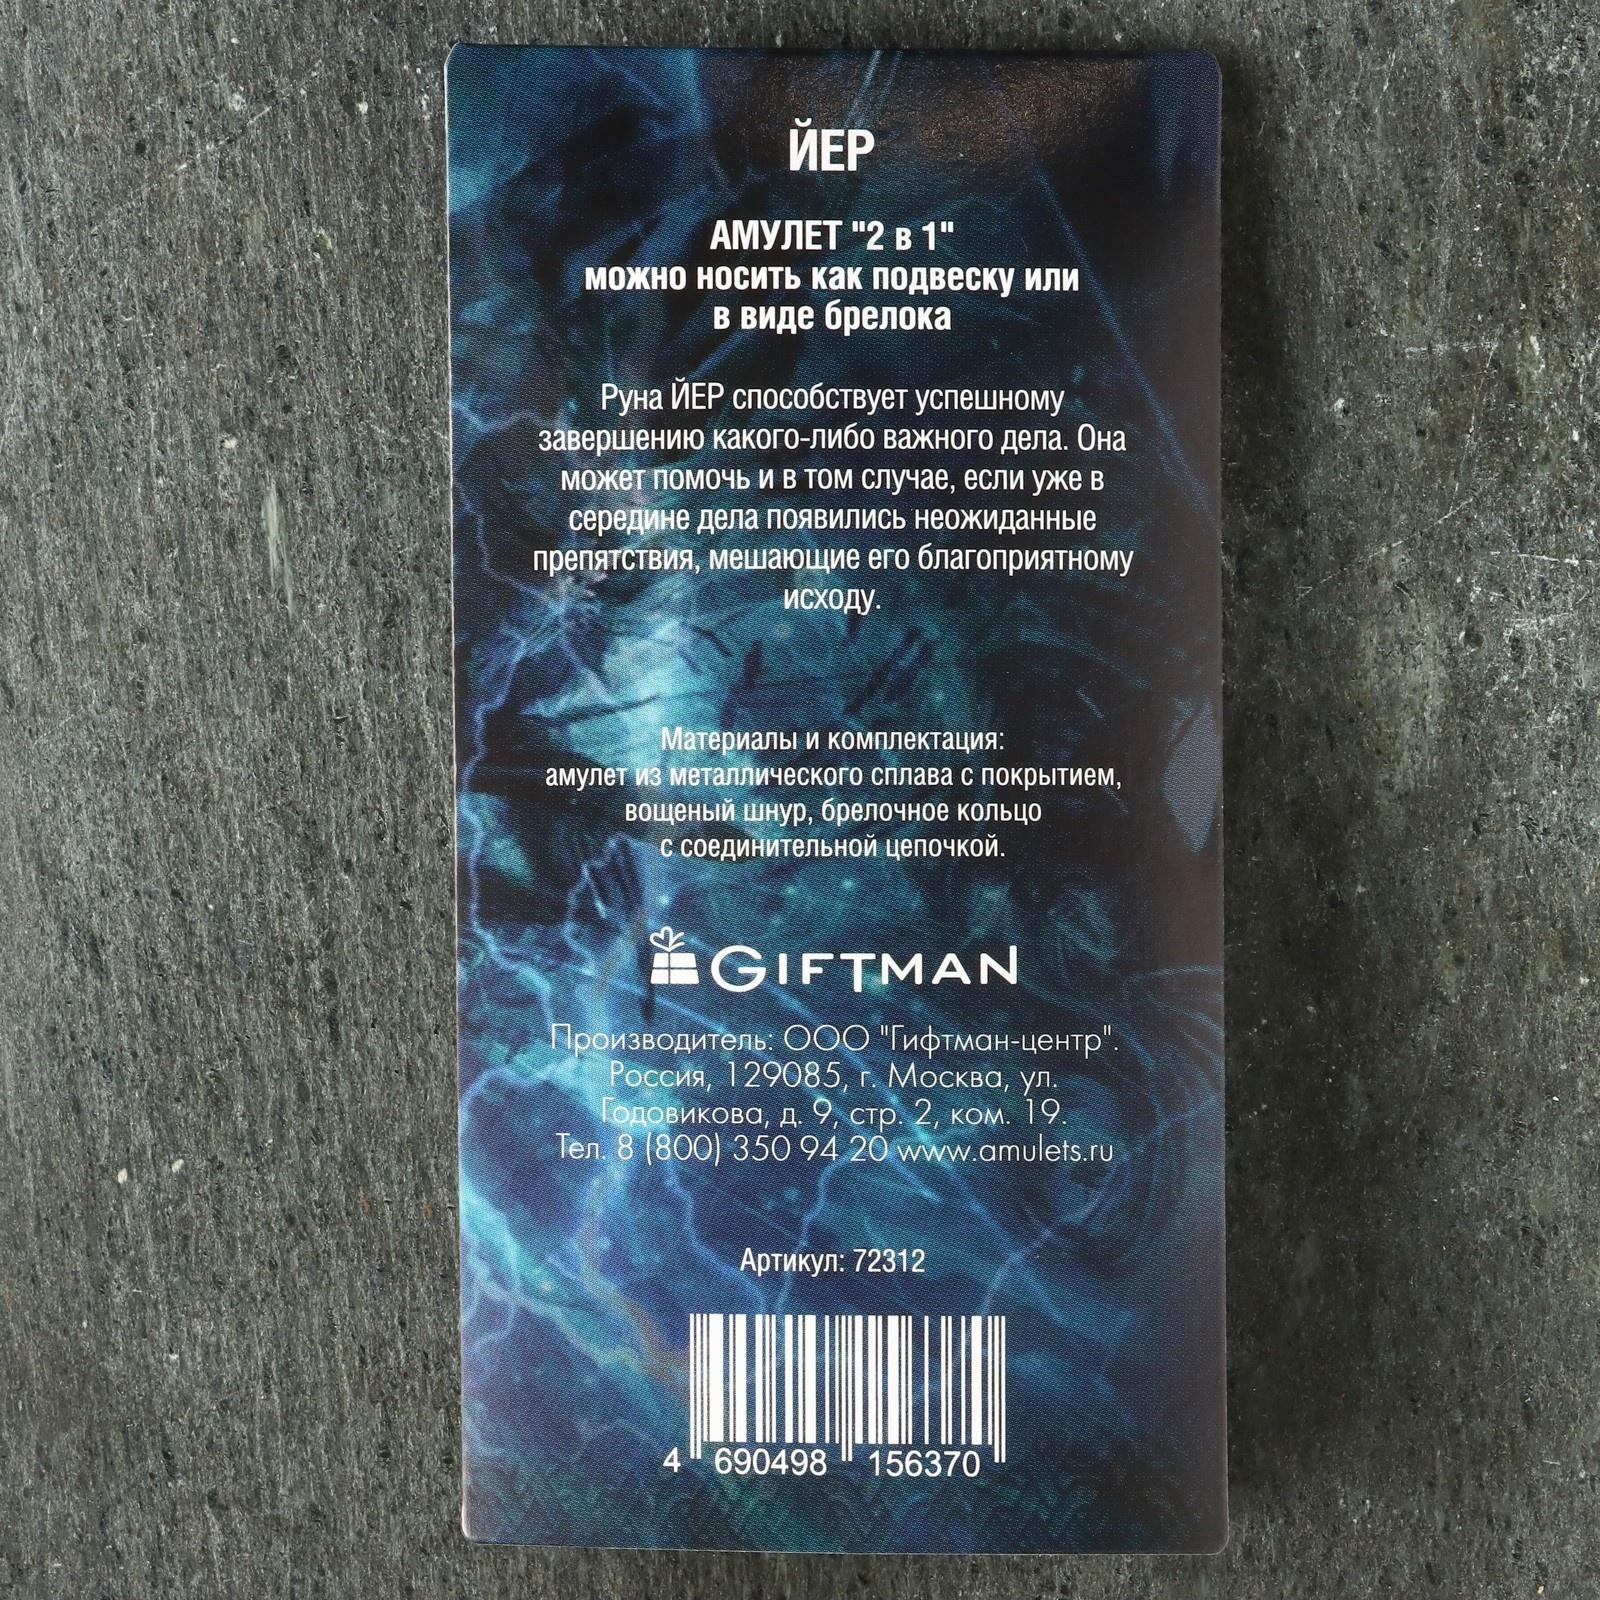 ЙЕР
АМУЛЕТ "2 в 1"
можно носить как подвеску или
в виде брелока
Руна ЙЕР способствует успешному
завершению какого-либо важного дела. Она
может помочь и в том случае, если уже в
середине дела появились неожиданные
препятствия, мешающие его благоприятному
исходу.
Материалы и комплектация:
амулет из металлического сплава с покрытием,
вощеный шнур, брелочное кольцо
с соединительной цепочкой.
GIFTMAN
Производитель: ООО "Гифтман-центр".
Россия, 129085, г. Москва, ул.
Годовикова, д. 9, стр. 2, ком. 19.
Тел. 8 (800) 350 94 20 www.amulets.ru
Артикул: 72312
4 690498 156370